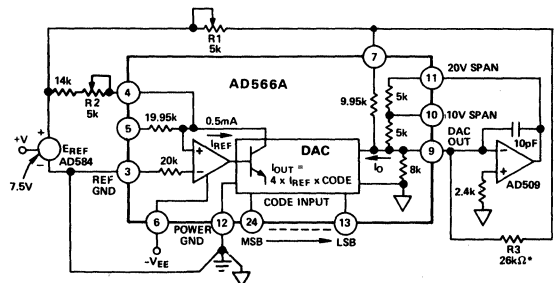 R1
5k
7
AD566A
11
20V SPAN
14k
R2
5k
4
9.95k
5k
10
10V SPAN
5k
5
19.95k
0.5mA
IREF
DAC
DAC
OUT
9
10pF
+V
EREF
AD584
7.5V
REF
GND
3
20k
IOUT =
4 x IREF x CODE
IO
8k
2.4k
AD509
CODE INPUT
6
POWER
GND
12
24
13
MSB
LSB
R3
26kΩ*
-VEE
+
−
+
−
+
−